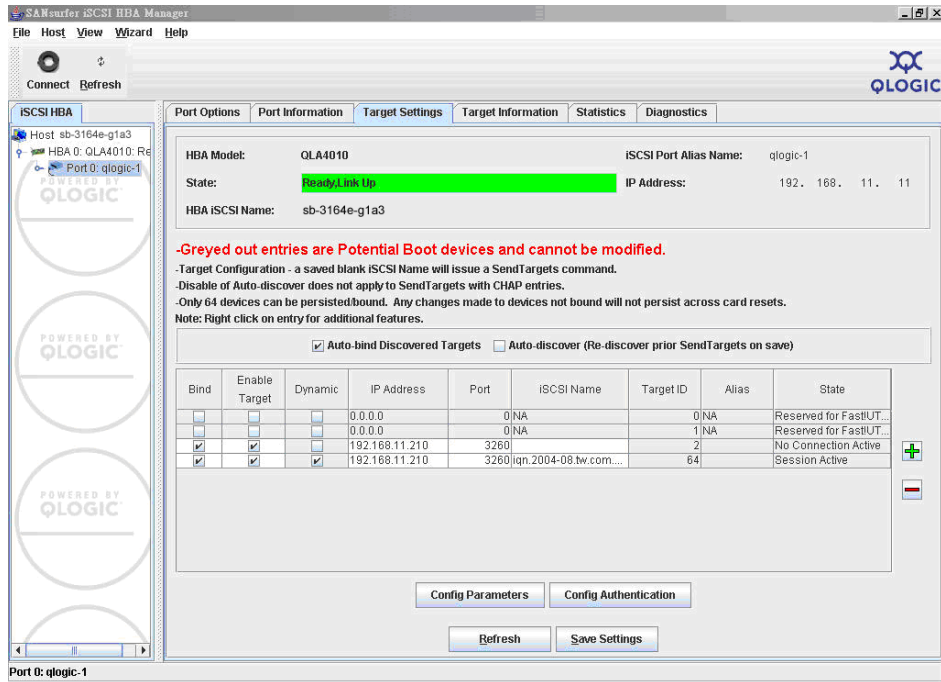 SANsurfer iSCSI HBA Manager
File Host View Wizard Help
Connect Refresh
QLOGIC
iSCSI HBA
Host sb-3164e-g1a3
HBA 0: QLA4010: Re
Port 0: qlogic-1
POWERED BY
QLOGIC
POWERED BY
QLOGIC
POWERED BY
QLOGIC
Port Options Port Information Target Settings Target Information Statistics Diagnostics
HBA Model: QLA4010 iSCSI Port Alias Name: qlogic-1
State: Ready,Link Up IP Address: 192. 168. 11. 11
HBA iSCSI Name: sb-3164e-g1a3
-Greyed out entries are Potential Boot devices and cannot be modified.
-Target Configuration - a saved blank iSCSI Name will issue a SendTargets command.
-Disable of Auto-discover does not apply to SendTargets with CHAP entries.
-Only 64 devices can be persisted/bound. Any changes made to devices not bound will not persist across card resets.
Note: Right click on entry for additional features.
Auto-bind Discovered Targets Auto-discover (Re-discover prior SendTargets on save)
Bind Enable Target Dynamic IP Address Port iSCSI Name Target ID Alias State
0.0.0.0 0 NA 0 NA Reserved for Fast!UT...
0.0.0.0 0 NA 1 NA Reserved for Fast!UT...
192.168.11.210 3260 2 No Connection Active
192.168.11.210 3260 iqn.2004-08.tw.com.... 64 Session Active
Config Parameters Config Authentication
Refresh Save Settings
Port 0: qlogic-1